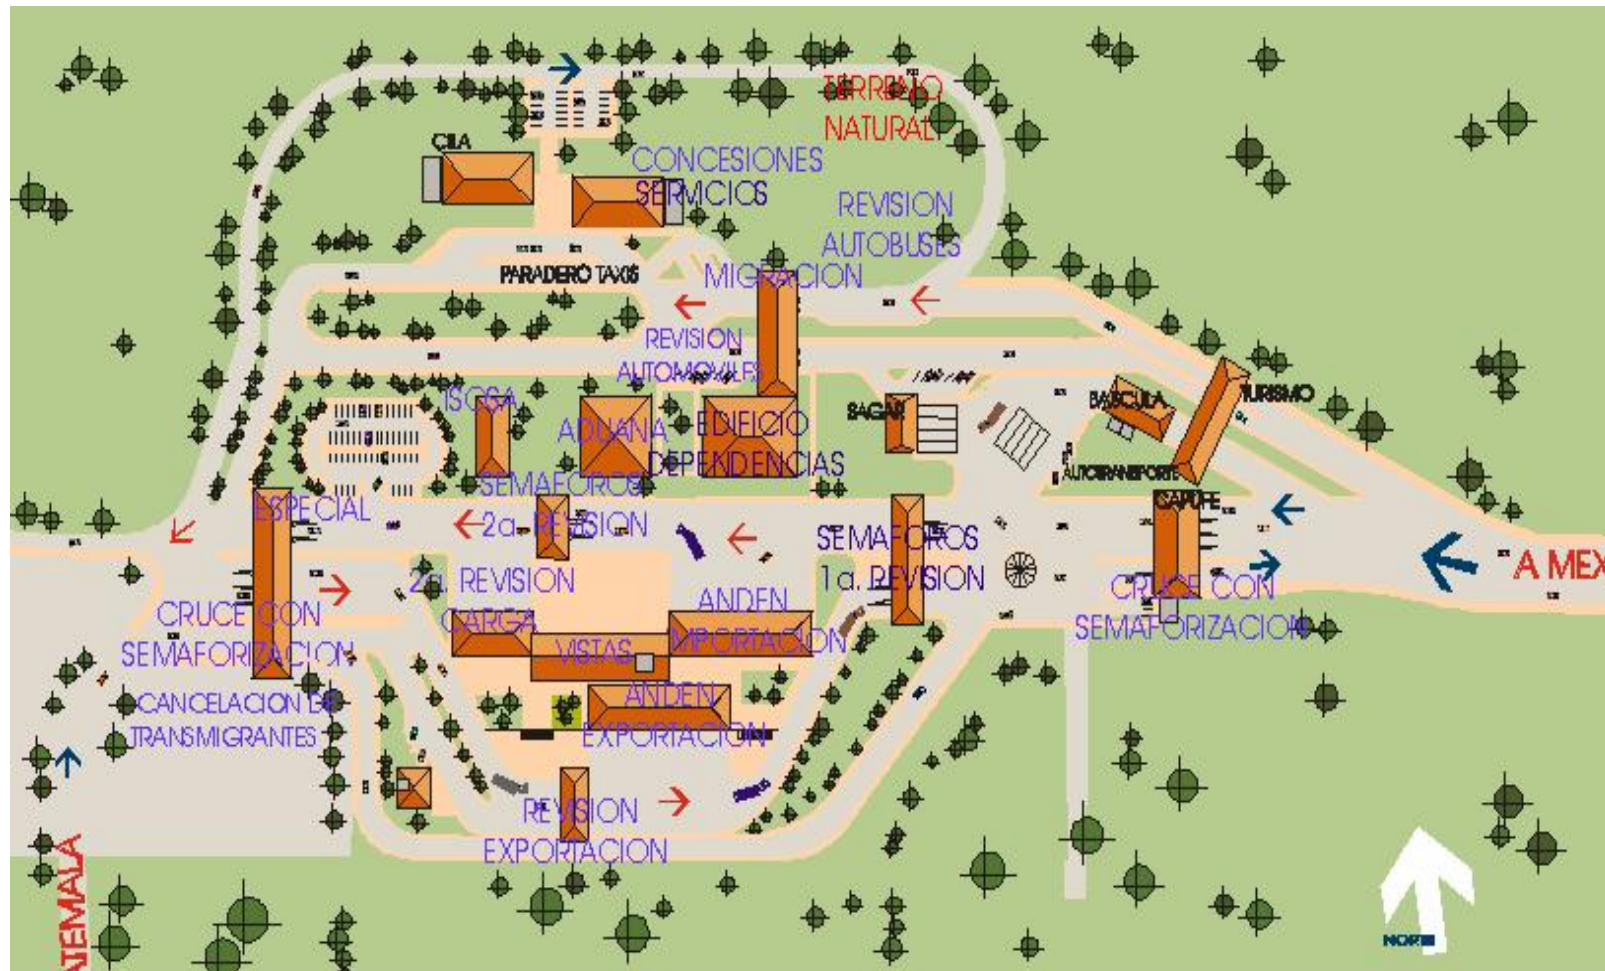 TERRENO
NATURAL
CILA
CONCESIONES
SERVICIOS
REVISION
AUTOBUSES
PARADERO TAXIS
MIGRACION
REVISION
AUTOMOVILES
ISCSA
ADUANA
EDIFICIO
DEPENDENCIAS
SAGAR
BASCULA
TURISMO
AUTOTRANSPORTE
CAPUFE
ESPECIAL
SEMAFOROS
2a. REVISION
SEMAFOROS
1a. REVISION
A MEX
2a. REVISION
CARGA
ANDEN
IMPORTACION
CRUCE CON
SEMAFORIZACION
CRUCE CON
SEMAFORIZACION
VISTAS
ANDEN
EXPORTACION
CANCELACION DE
TRANSMIGRANTES
REVISION
EXPORTACION
ATEMALA
NORTE